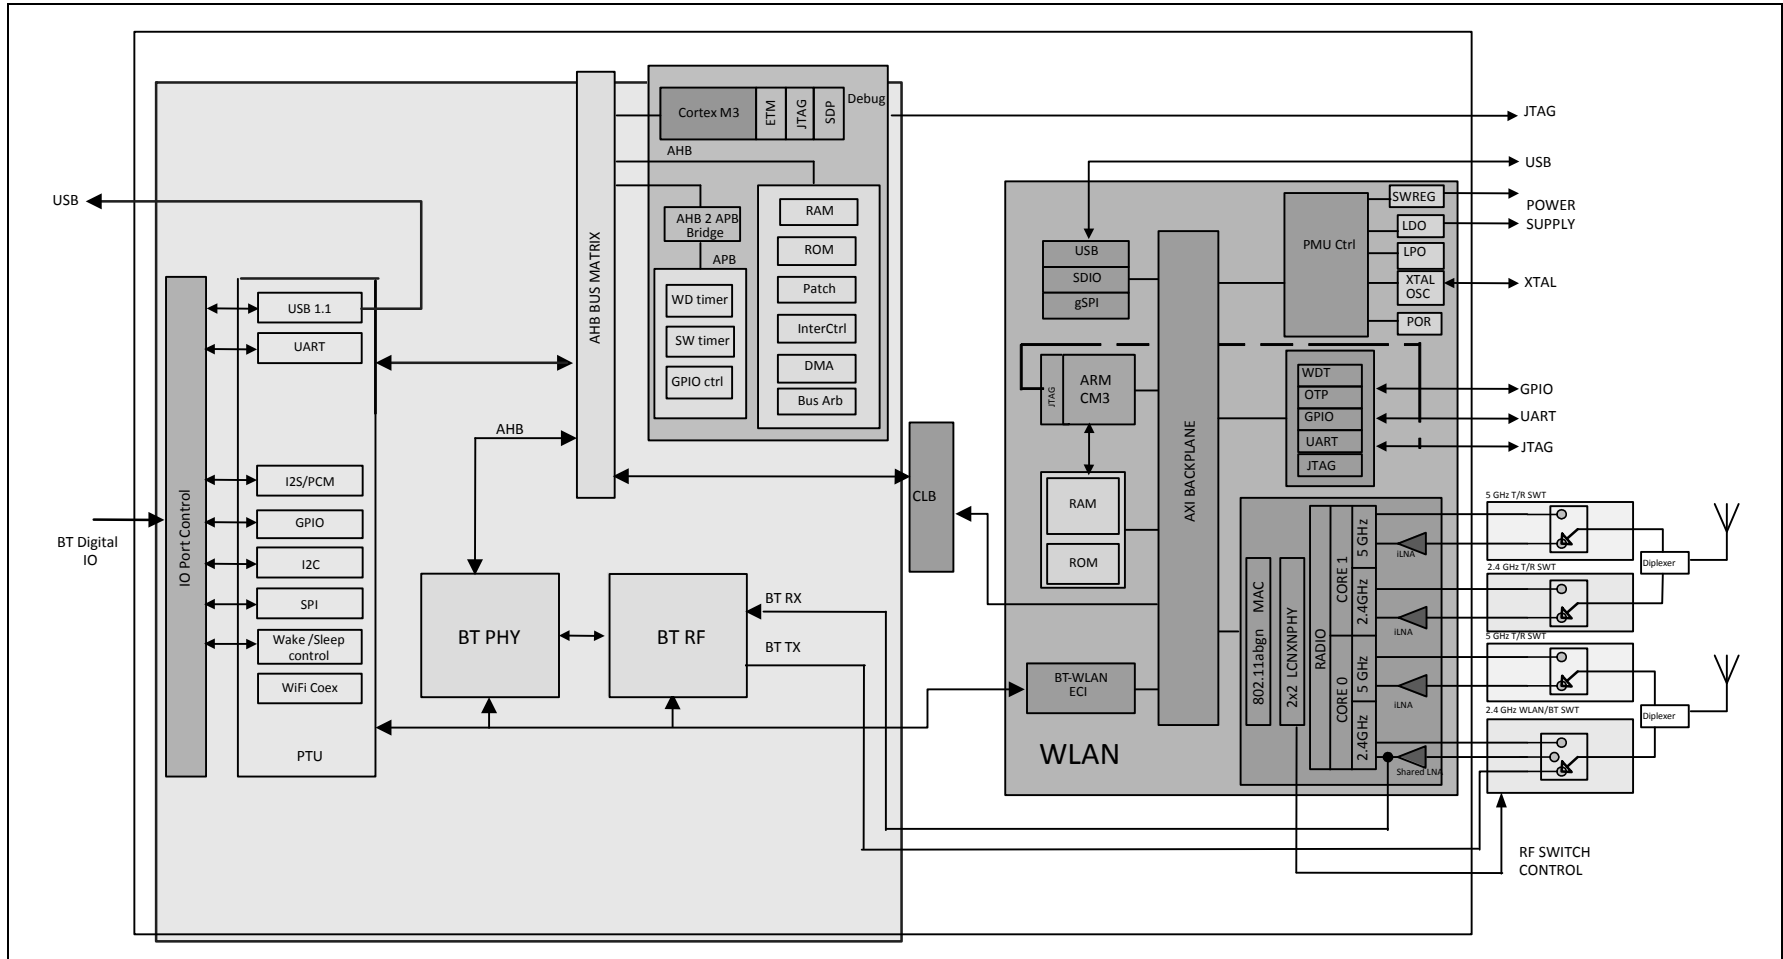 Cortex M3
ETM
JTAG
SDP
Debug
JTAG
AHB
USB
USB
AHB 2 APB
Bridge
APB
RAM
ROM
Patch
InterCtrl
DMA
Bus Arb
WD timer
SW timer
GPIO ctrl
AHB BUS MATRIX
USB 1.1
UART
I2S/PCM
GPIO
I2C
SPI
Wake /Sleep
control
WiFi Coex
PTU
IO Port Control
BT Digital
IO
AHB
BT PHY
BT RF
BT RX
BT TX
CLB
USB
SDIO
gSPI
JTAG
ARM
CM3
RAM
ROM
BT-WLAN
ECI
WLAN
AXI BACKPLANE
PMU Ctrl
SWREG
LDO
LPO
XTAL
OSC
POR
POWER
SUPPLY
XTAL
WDT
OTP
GPIO
UART
JTAG
GPIO
UART
JTAG
802.11abgn MAC
2x2 LCNXNPHY
RADIO
CORE 1
CORE 0
5 GHz
2.4GHz
5 GHz
2.4GHz
iLNA
iLNA
iLNA
Shared LNA
5 GHz T/R SWT
2.4 GHz T/R SWT
5 GHz T/R SWT
2.4 GHz WLAN/BT SWT
Diplexer
Diplexer
RF SWITCH
CONTROL